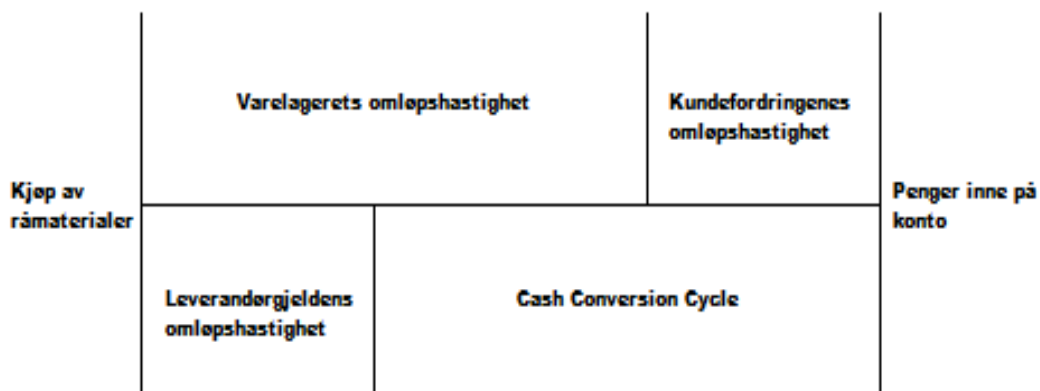 Varelagerets omløpshastighet
Kundefordringenes
omløpshastighet
Kjøp av
råmaterialer
Penger inne på
konto
Leverandørgjeldens
omløpshastighet
Cash Conversion Cycle